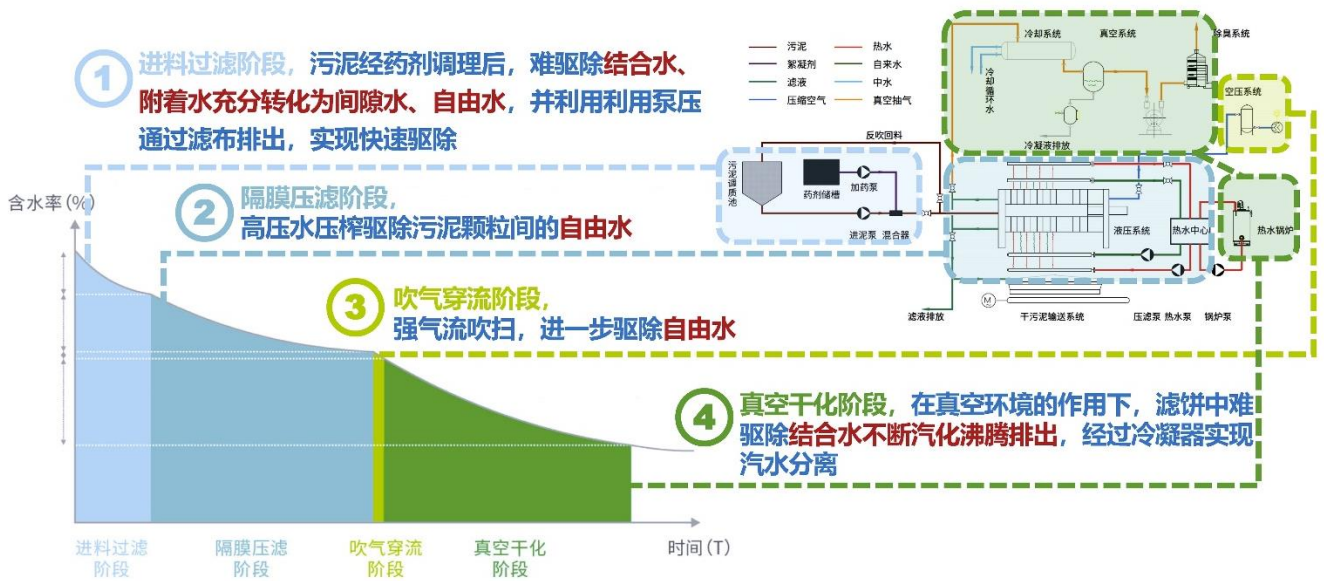 1
进料过滤阶段，污泥经药剂调理后，难驱除结合水、
附着水充分转化为间隙水、自由水，并利用利用泵压
通过滤布排出，实现快速驱除
2
隔膜压滤阶段，
高压水压榨驱除污泥颗粒间的自由水
3
吹气穿流阶段，
强气流吹扫，进一步驱除自由水
4
真空干化阶段，在真空环境的作用下，滤饼中难
驱除结合水不断汽化沸腾排出，经过冷凝器实现
汽水分离
含水率(%)
进料过滤
阶段
隔膜压滤
阶段
吹气穿流
阶段
真空干化
阶段
时间(T)
污泥
热水
絮凝剂
自来水
滤液
中水
压缩空气
真空抽气
冷却系统
真空系统
除臭系统
冷却循环水
冷凝液排放
空压系统
反吹回料
污泥调质池
药剂储槽
加药泵
进泥泵
混合器
液压系统
热水中心
热水锅炉
M
滤液排放
干污泥输送系统
压滤泵
热水泵
锅炉泵